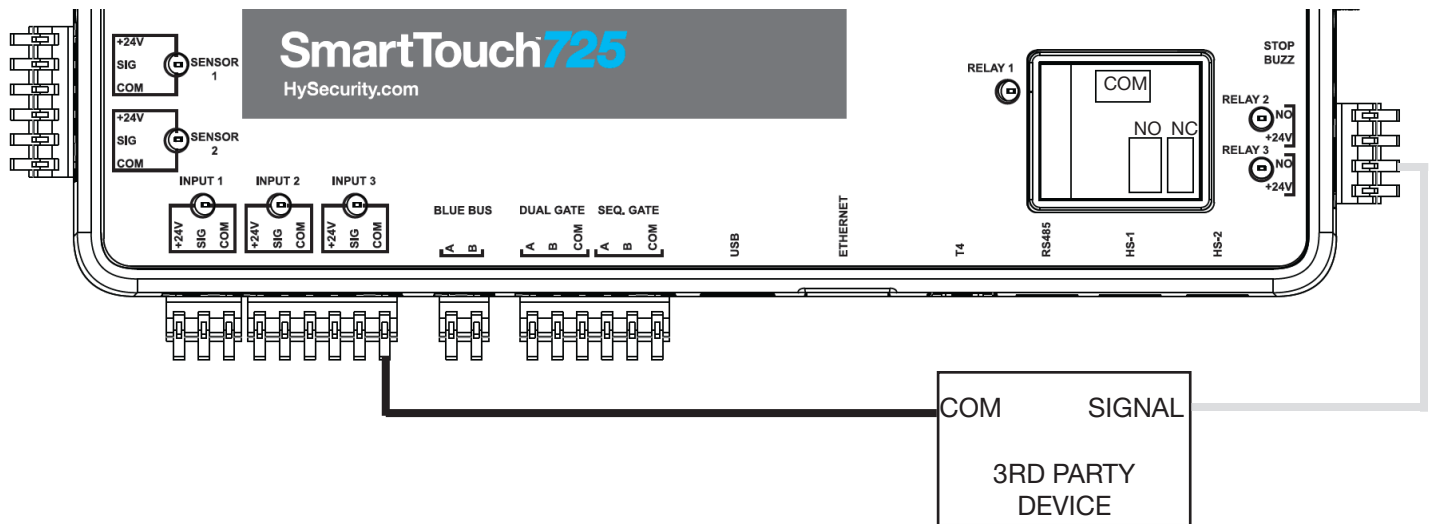 SmartTouch™725
HySecurity.com
+24V
SIG
COM
SENSOR
1
+24V
SIG
COM
SENSOR
2
INPUT 1
+24V
SIG
COM
INPUT 2
+24V
SIG
COM
INPUT 3
+24V
SIG
COM
BLUE BUS
A
B
DUAL GATE
A
B
COM
SEQ. GATE
A
B
COM
USB
ETHERNET
T4
RS485
HS-1
HS-2
RELAY 1
COM
NO NC
STOP
BUZZ
RELAY 2
NO
+24V
RELAY 3
NO
+24V
COM
SIGNAL
3RD PARTY
DEVICE